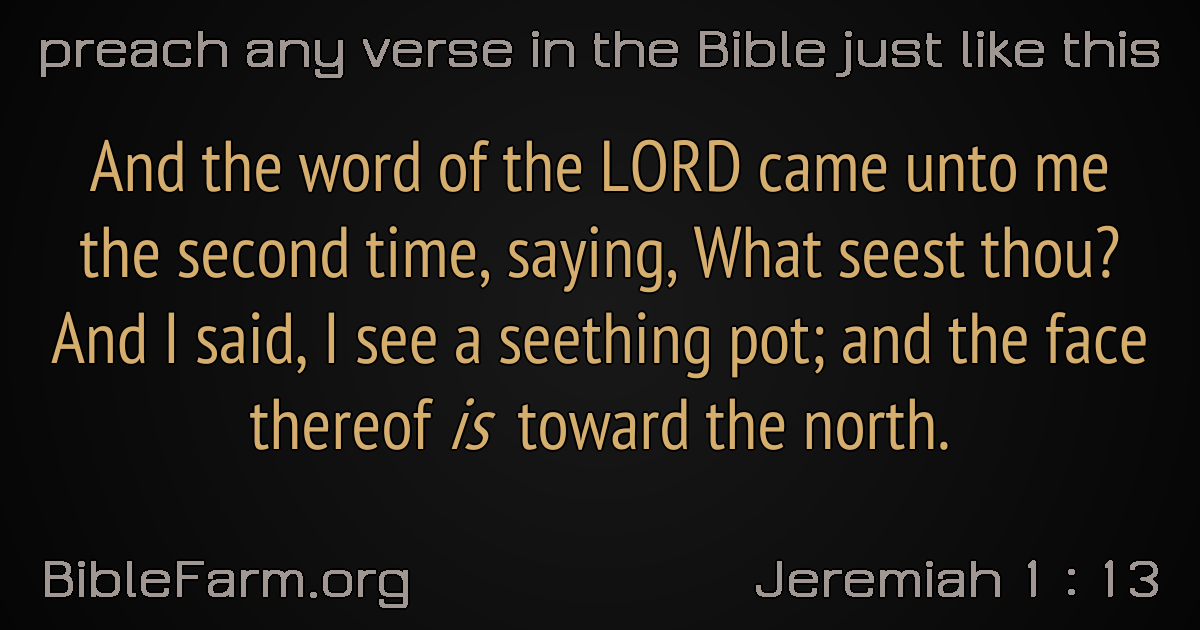 preach any verse in the Bible just like this
And the word of the LORD came unto me
the second time, saying, What seest thou?
And I said, I see a seething pot; and the face
thereof is toward the north.
BibleFarm.org
Jeremiah 1 : 13